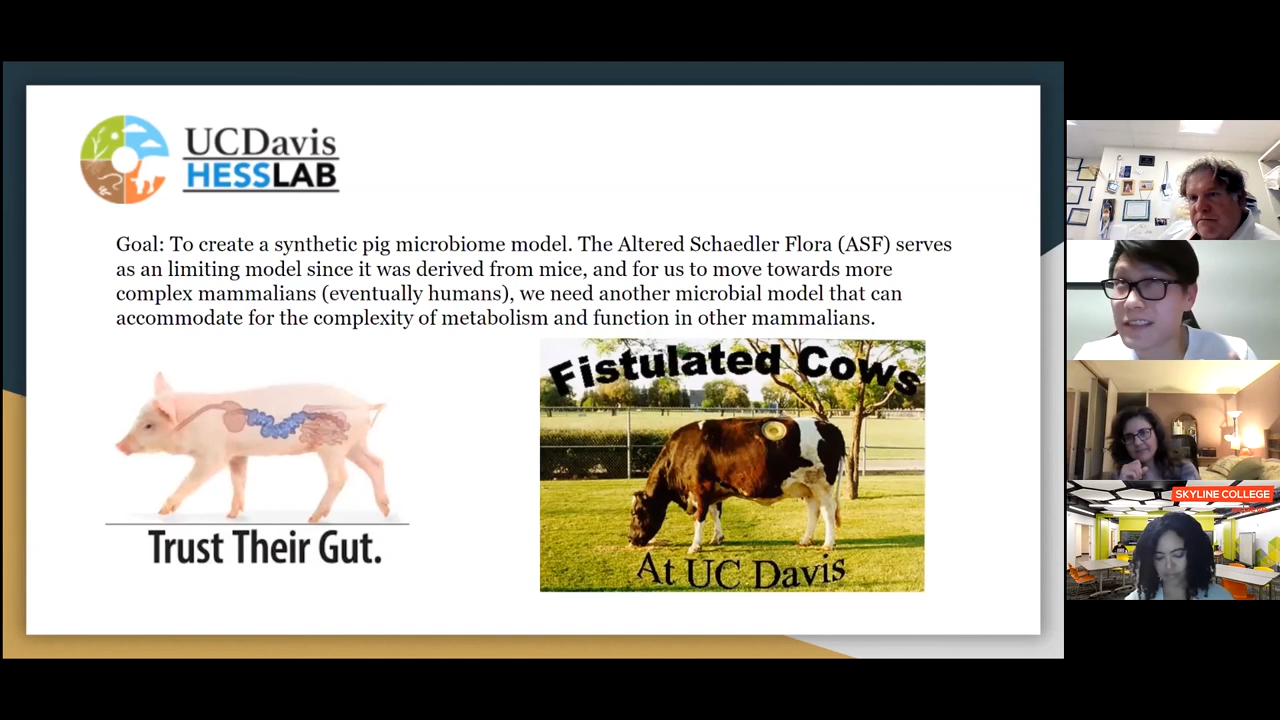 UCDavis
HESSLAB
Goal: To create a synthetic pig microbiome model. The Altered Schaedler Flora (ASF) serves
as an limiting model since it was derived from mice, and for us to move towards more
complex mammalians (eventually humans), we need another microbial model that can
accommodate for the complexity of metabolism and function in other mammalians.
Trust Their Gut.
Fistulated Cows
At UC Davis
SKYLINE COLLEGE